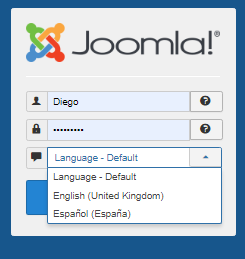 Joomla!®
Diego
•••••••••
Language - Default
Language - Default
English (United Kingdom)
Español (España)